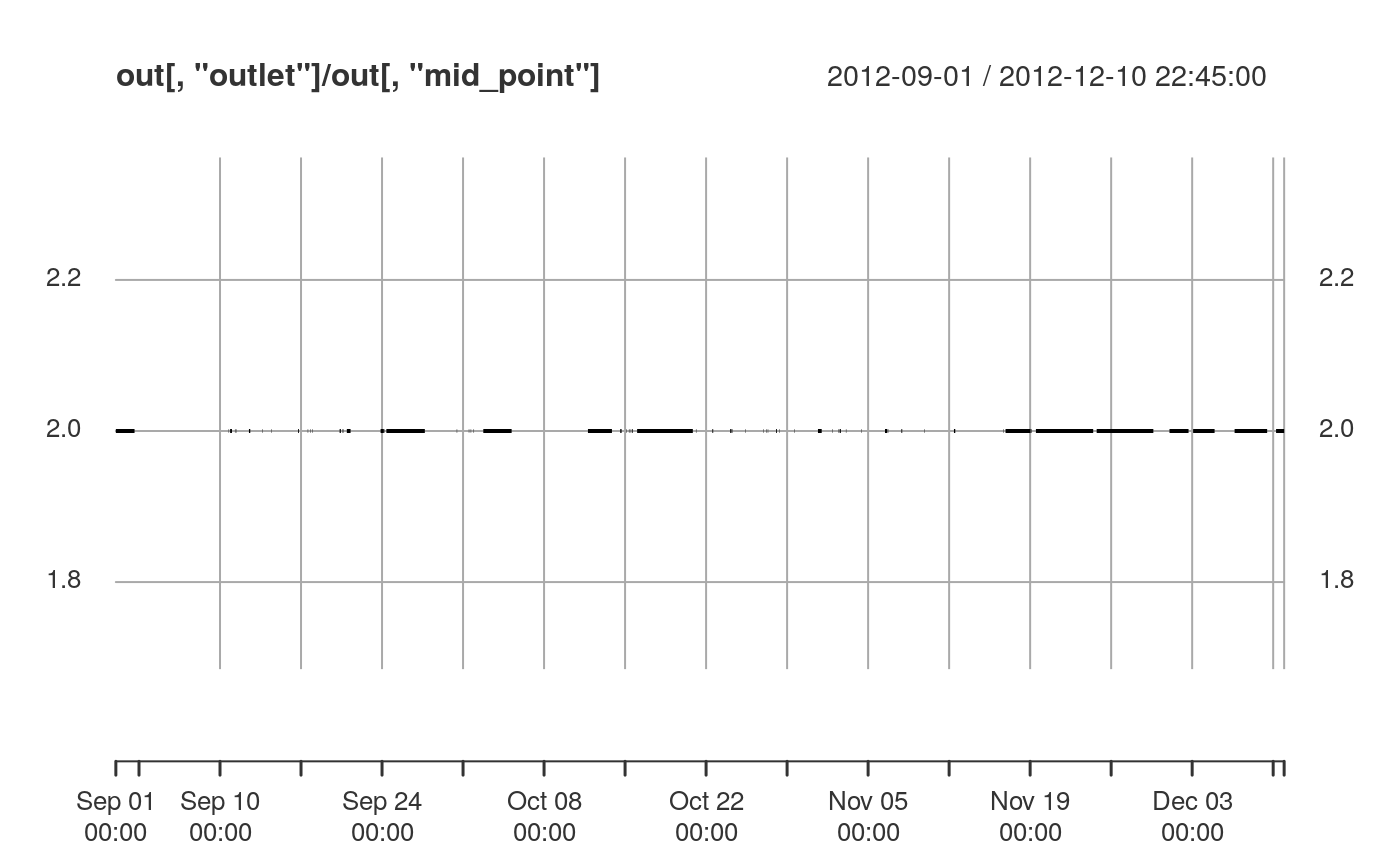 out[, "outlet"]/out[, "mid_point"] 2012-09-01 / 2012-12-10 22:45:00
2.2 2.2
2.0 2.0
1.8 1.8
Sep 01 Sep 10 Sep 24 Oct 08 Oct 22 Nov 05 Nov 19 Dec 03
00:00 00:00 00:00 00:00 00:00 00:00 00:00 00:00